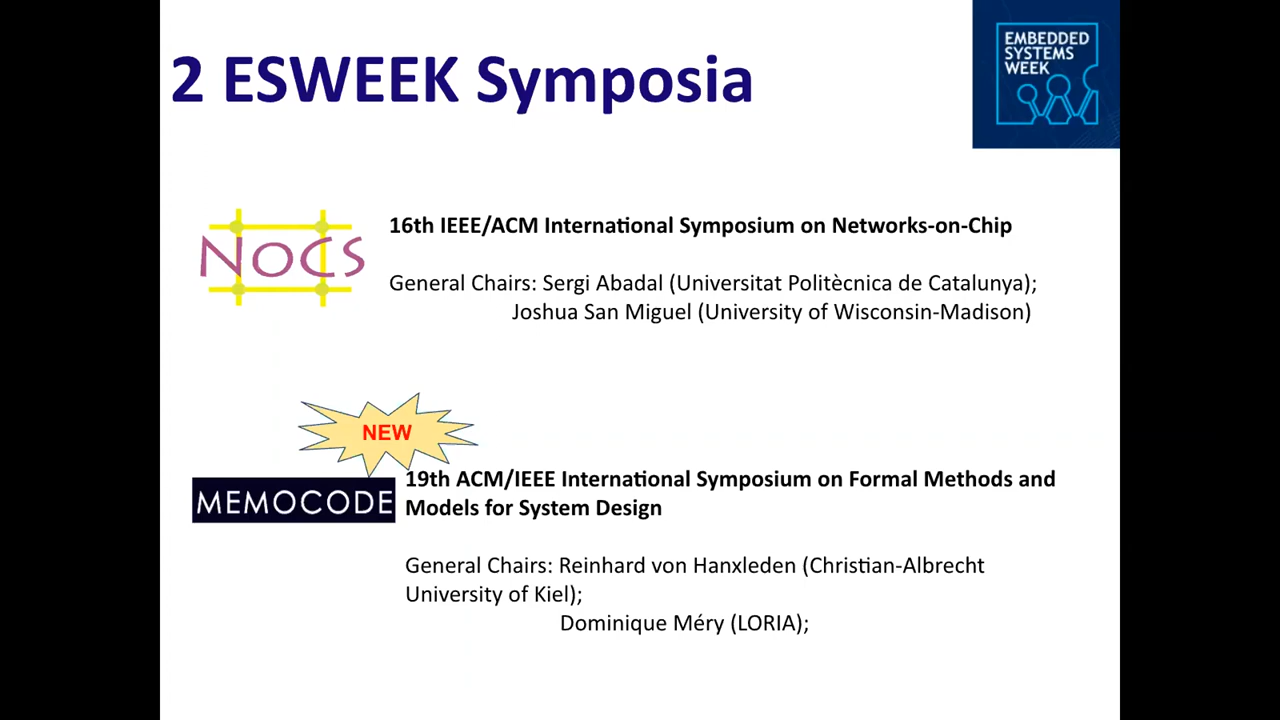 2 ESWEEK Symposia
EMBEDDED
SYSTEMS
WEEK
NOCS
16th IEEE/ACM International Symposium on Networks-on-Chip
General Chairs: Sergi Abadal (Universitat Politècnica de Catalunya);
Joshua San Miguel (University of Wisconsin-Madison)
NEW
MEMOCODE
19th ACM/IEEE International Symposium on Formal Methods and
Models for System Design
General Chairs: Reinhard von Hanxleden (Christian-Albrecht
University of Kiel);
Dominique Méry (LORIA);